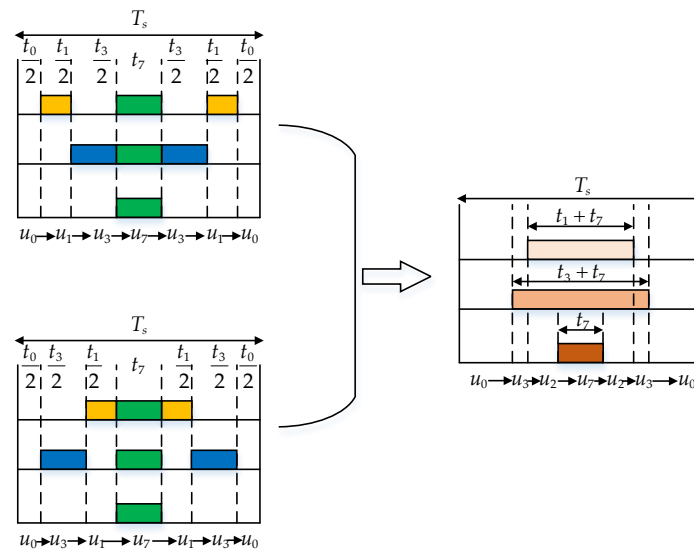 T_s
t_0/2 t_1/2 t_3/2 t_7 t_3/2 t_1/2 t_0/2
u_0→u_1→u_3→u_7→u_3→u_1→u_0
T_s
t_0/2 t_3/2 t_1/2 t_7 t_1/2 t_3/2 t_0/2
u_0→u_3→u_1→u_7→u_1→u_3→u_0
T_s
t_1 + t_7
t_3 + t_7
t_7
u_0→u_3→u_2→u_7→u_2→u_3→u_0